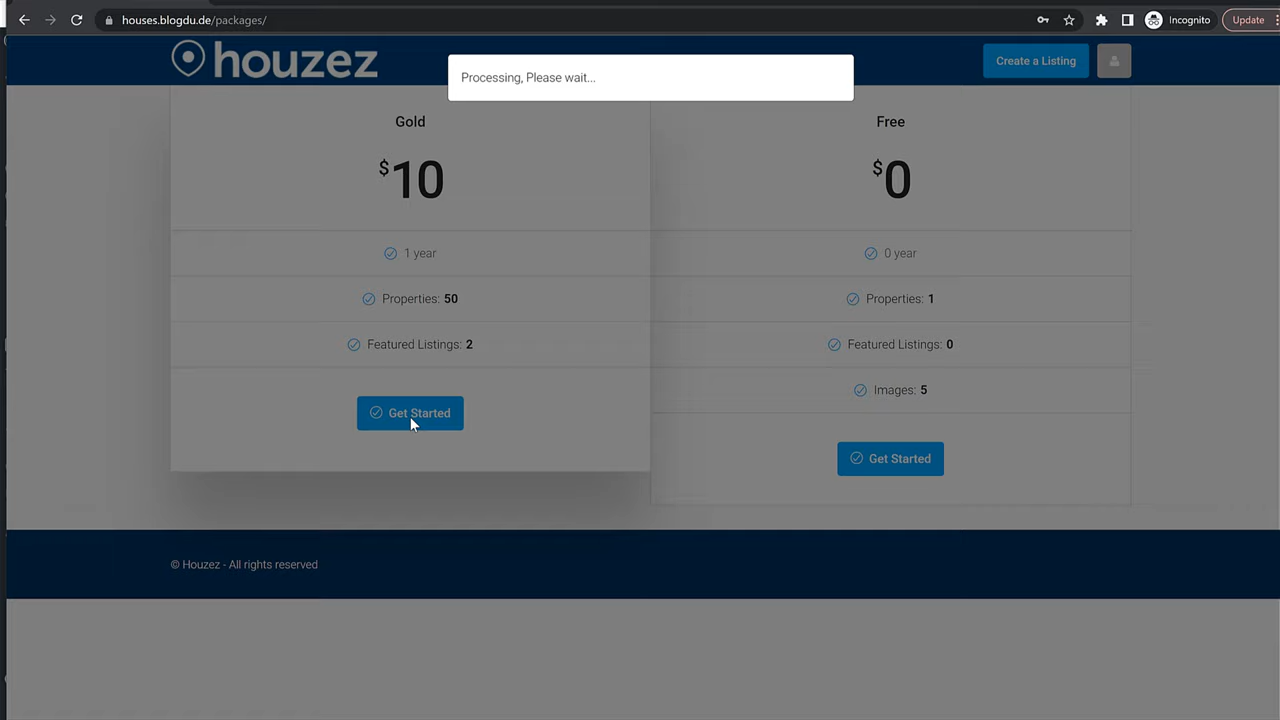 houses.blogdu.de/packages/
Incognito
Update
houzez
Processing, Please wait...
Create a Listing
Gold
$10
1 year
Properties: 50
Featured Listings: 2
Get Started
Free
$0
0 year
Properties: 1
Featured Listings: 0
Images: 5
Get Started
© Houzez - All rights reserved